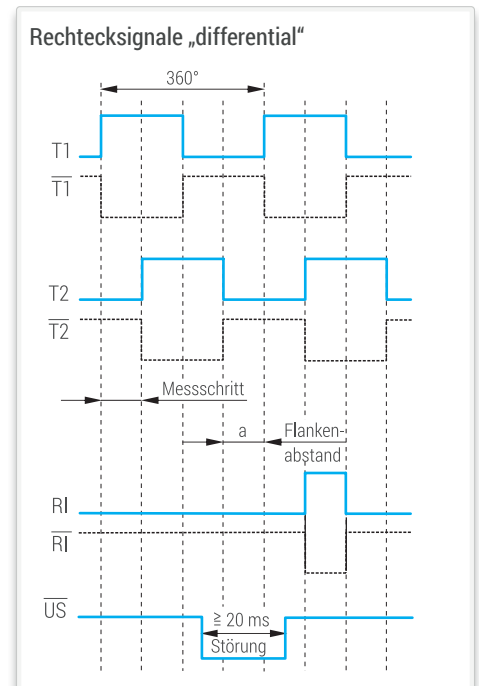 Rechtecksignale „differential“
360°
T1
T1
T2
T2
Messschritt
a
Flanken-
abstand
RI
RI
US
≧ 20 ms
Störung